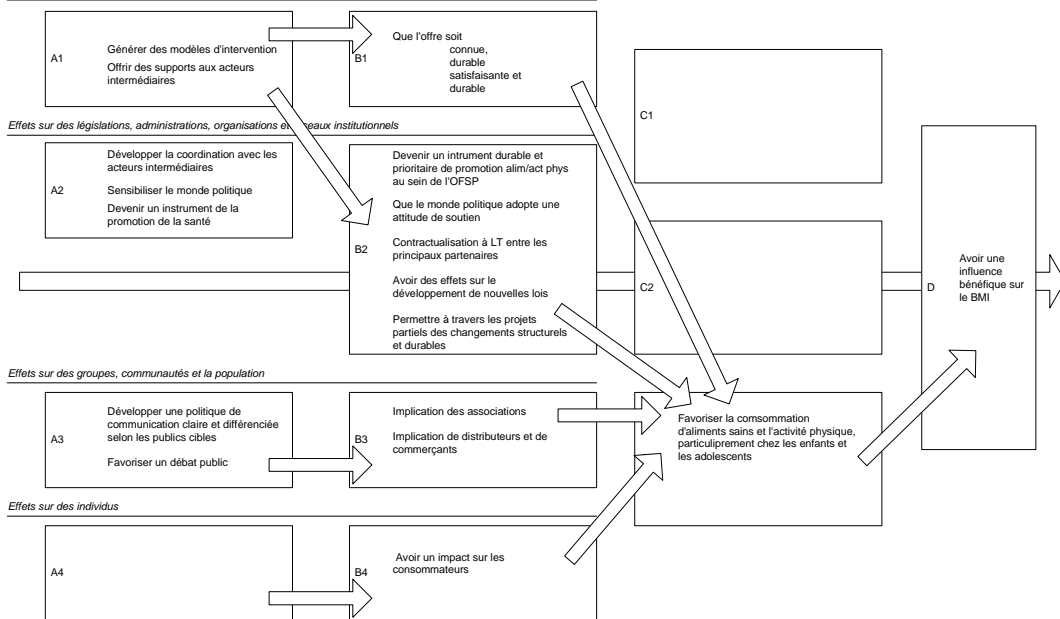 A1
Générer des modèles d'intervention
Offrir des supports aux acteurs
intermédiaires
B1
Que l'offre soit
connue,
durable
satisfaisante et
durable
C1
Effets sur des législations, administrations, organisations et seaux institutionnels
A2
Développer la coordination avec les
acteurs intermédiaires
Sensibiliser le monde politique
Devenir un instrument de la
promotion de la santé
B2
Devenir un intrument durable et
prioritaire de promotion alim/act phys
au sein de l'OFSP
Que le monde politique adopte une
attitude de soutien
Contractualisation à LT entre les
principaux partenaires
Avoir des effets sur le
développement de nouvelles lois
Permettre à travers les projets
partiels des changements structurels
et durables
C2
D
Avoir une
influence
bénéfique sur
le BMI
Effets sur des groupes, communautés et la population
A3
Développer une politique de
communication claire et différenciée
selon les publics cibles
Favoriser un débat public
B3
Implication des associations
Implication de distributeurs et de
commerçants
Favoriser la comsommation
d'aliments sains et l'activité physique,
particuliprement chez les enfants et
les adolescents
Effets sur des individus
A4
B4
Avoir un impact sur les
consommateurs